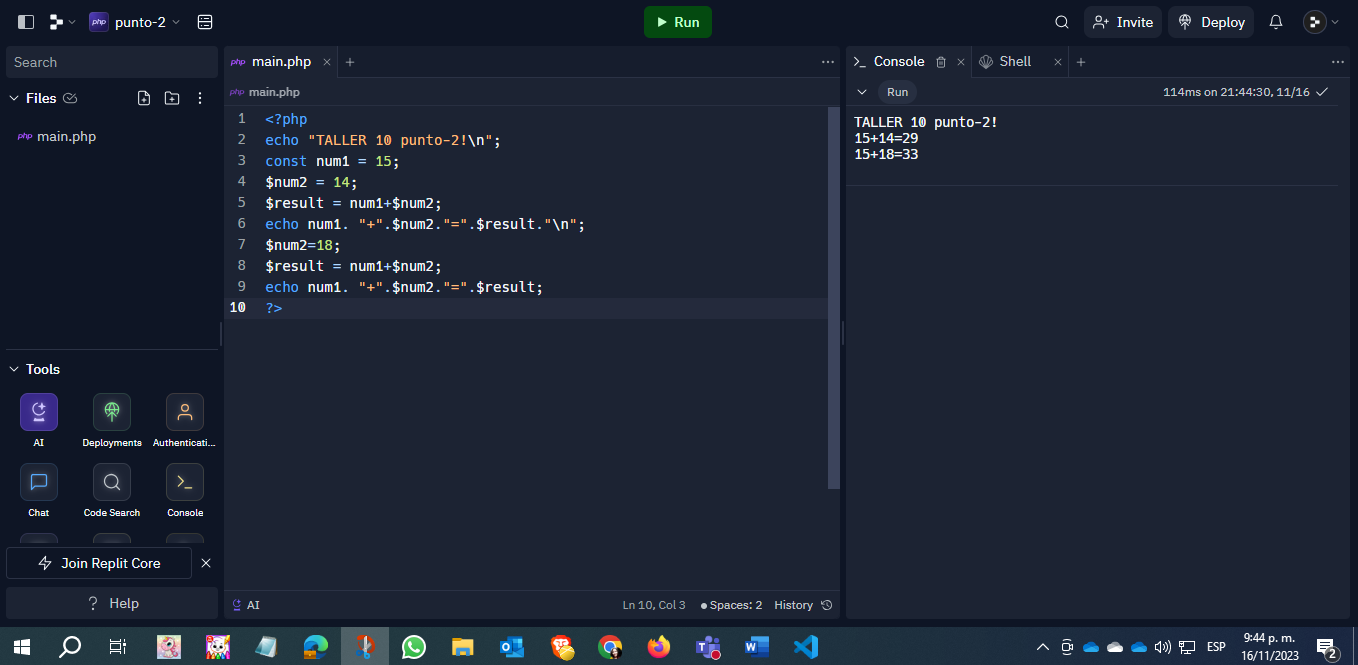 php punto-2
Run
Invite
Deploy
Search
Files
php main.php
Tools
AI
Deployments
Authenticati...
Chat
Code Search
Console
Join Replit Core
? Help
php main.php
php main.php
1 <?php
2 echo "TALLER 10 punto-2!\n";
3 const num1 = 15;
4 $num2 = 14;
5 $result = num1+$num2;
6 echo num1. "+".$num2."=".$result."\n";
7 $num2=18;
8 $result = num1+$num2;
9 echo num1. "+".$num2."=".$result;
10 ?>
AI
Ln 10, Col 3
Spaces: 2
History
Console
Shell
Run
114ms on 21:44:30, 11/16
TALLER 10 punto-2!
15+14=29
15+18=33
ESP
9:44 p. m.
16/11/2023
2